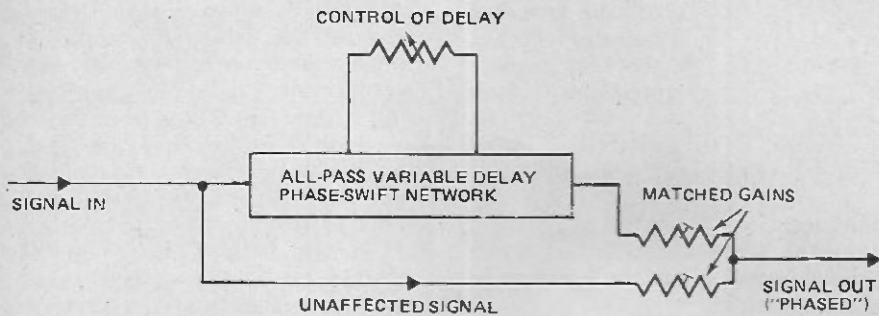 CONTROL OF DELAY
ALL-PASS VARIABLE DELAY
PHASE-SWIFT NETWORK
SIGNAL IN
MATCHED GAINS
UNAFFECTED SIGNAL
SIGNAL OUT
("PHASED")